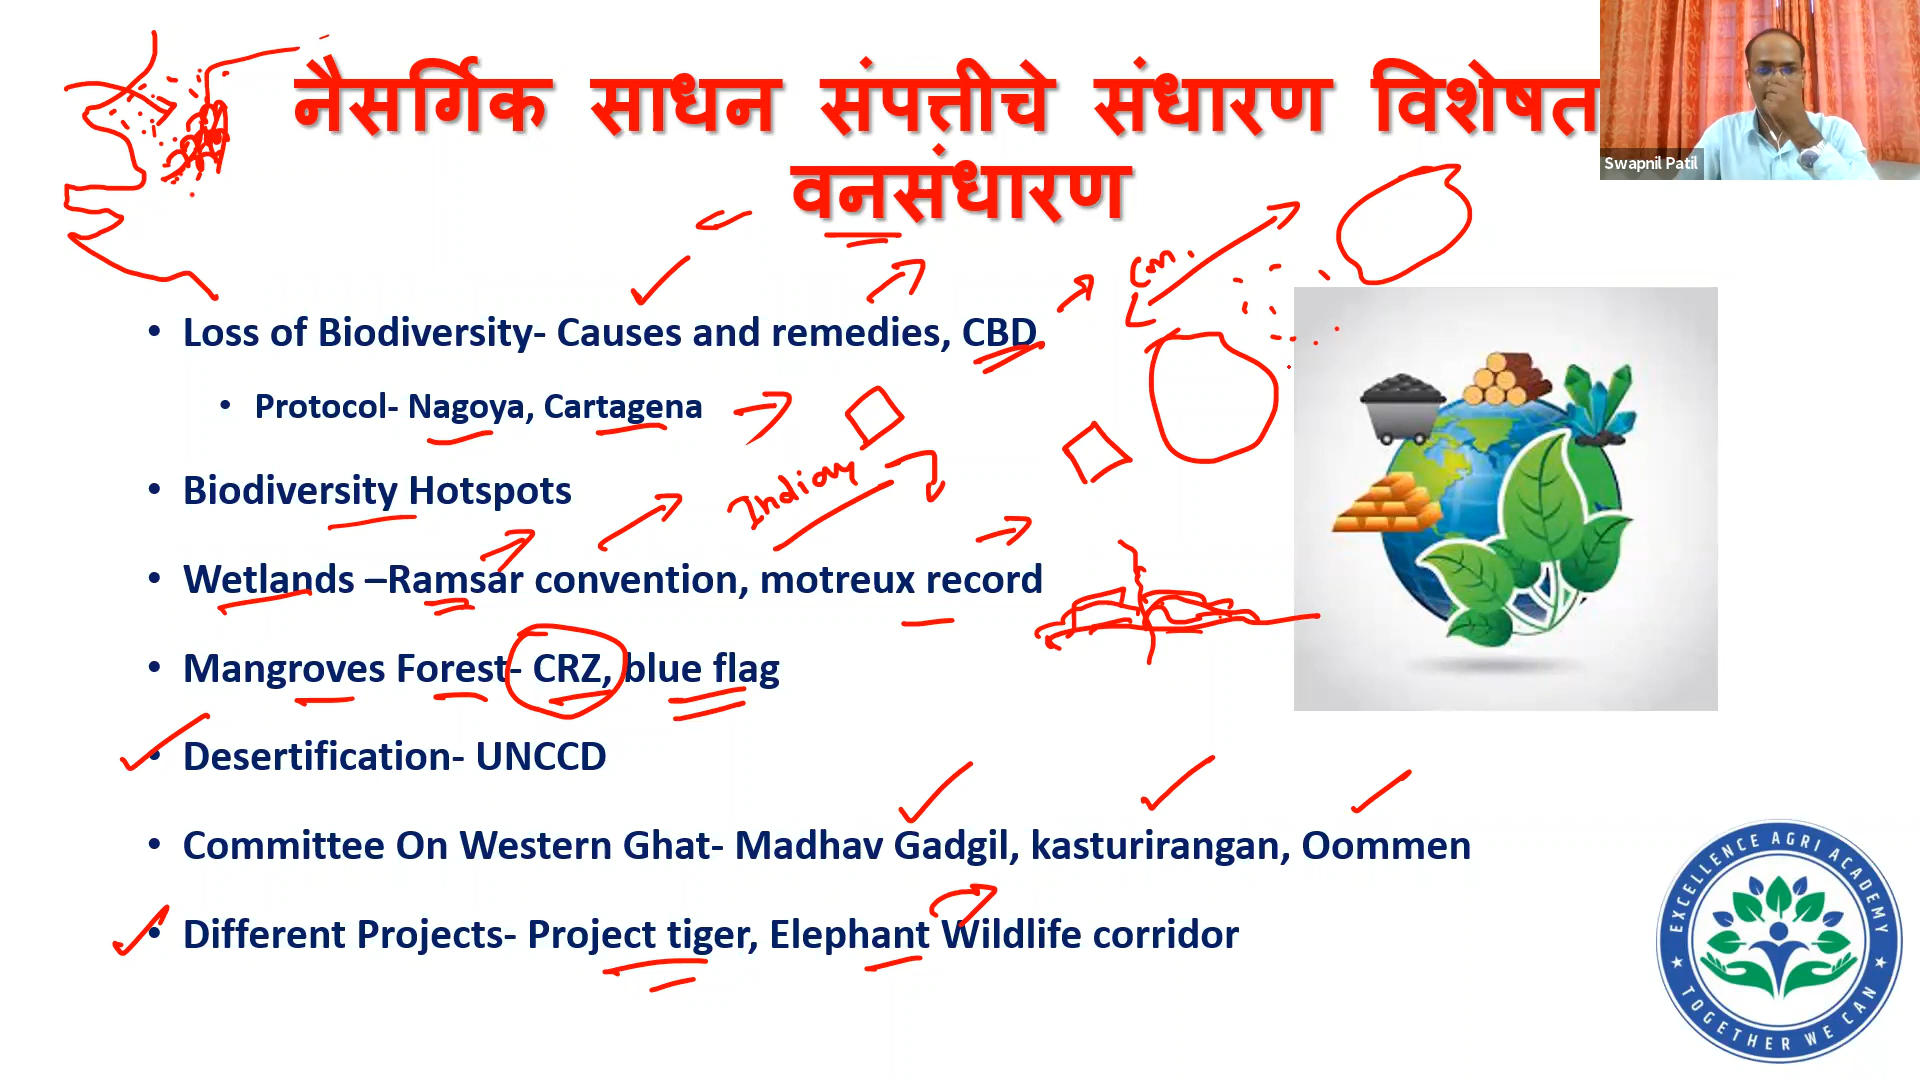 नैसर्गिक साधन संपत्तीचे संधारण विशेषत
वनसंधारण
Swapnil Patil
Cm.
• Loss of Biodiversity- Causes and remedies, CBD
• Protocol- Nagoya, Cartagena
Indian
• Biodiversity Hotspots
• Wetlands –Ramsar convention, motreux record
• Mangroves Forest- CRZ, blue flag
• Desertification- UNCCD
• Committee On Western Ghat- Madhav Gadgil, kasturirangan, Oommen
• Different Projects- Project tiger, Elephant Wildlife corridor
EXCELLENCE AGRI ACADEMY
★ TOGETHER WE CAN ★